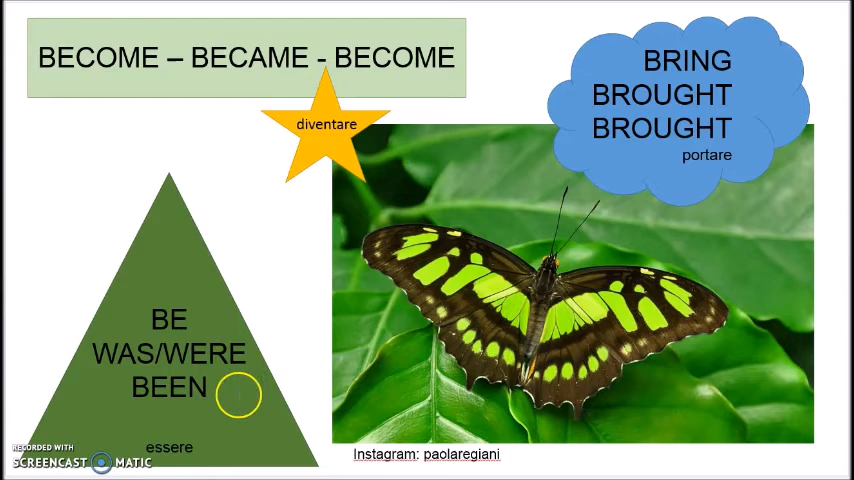 BECOME – BECAME - BECOME
diventare
BRING
BROUGHT
BROUGHT
portare
BE
WAS/WERE
BEEN
essere
Instagram: paolaregiani
RECORDED WITH
SCREENCAST MATIC